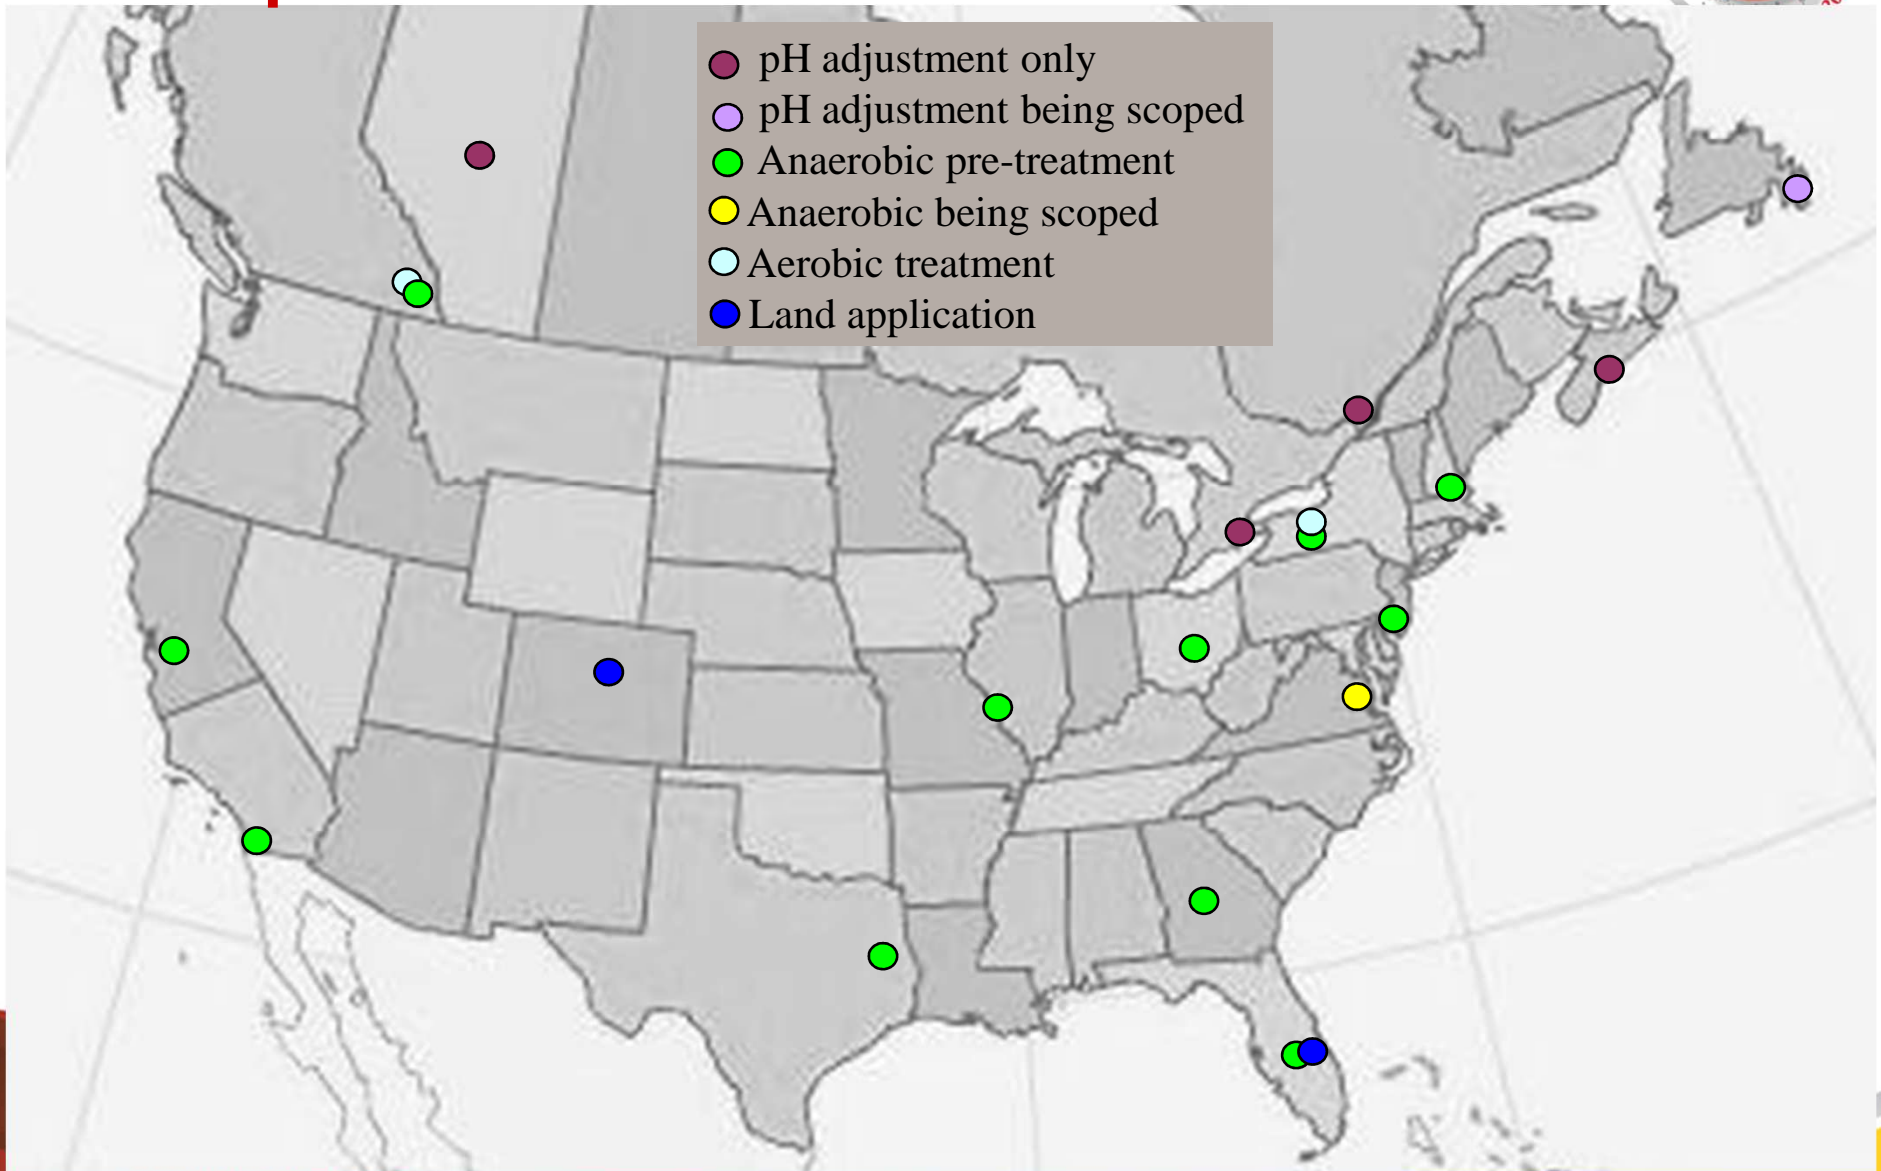 pH adjustment only
pH adjustment being scoped
Anaerobic pre-treatment
Anaerobic being scoped
Aerobic treatment
Land application